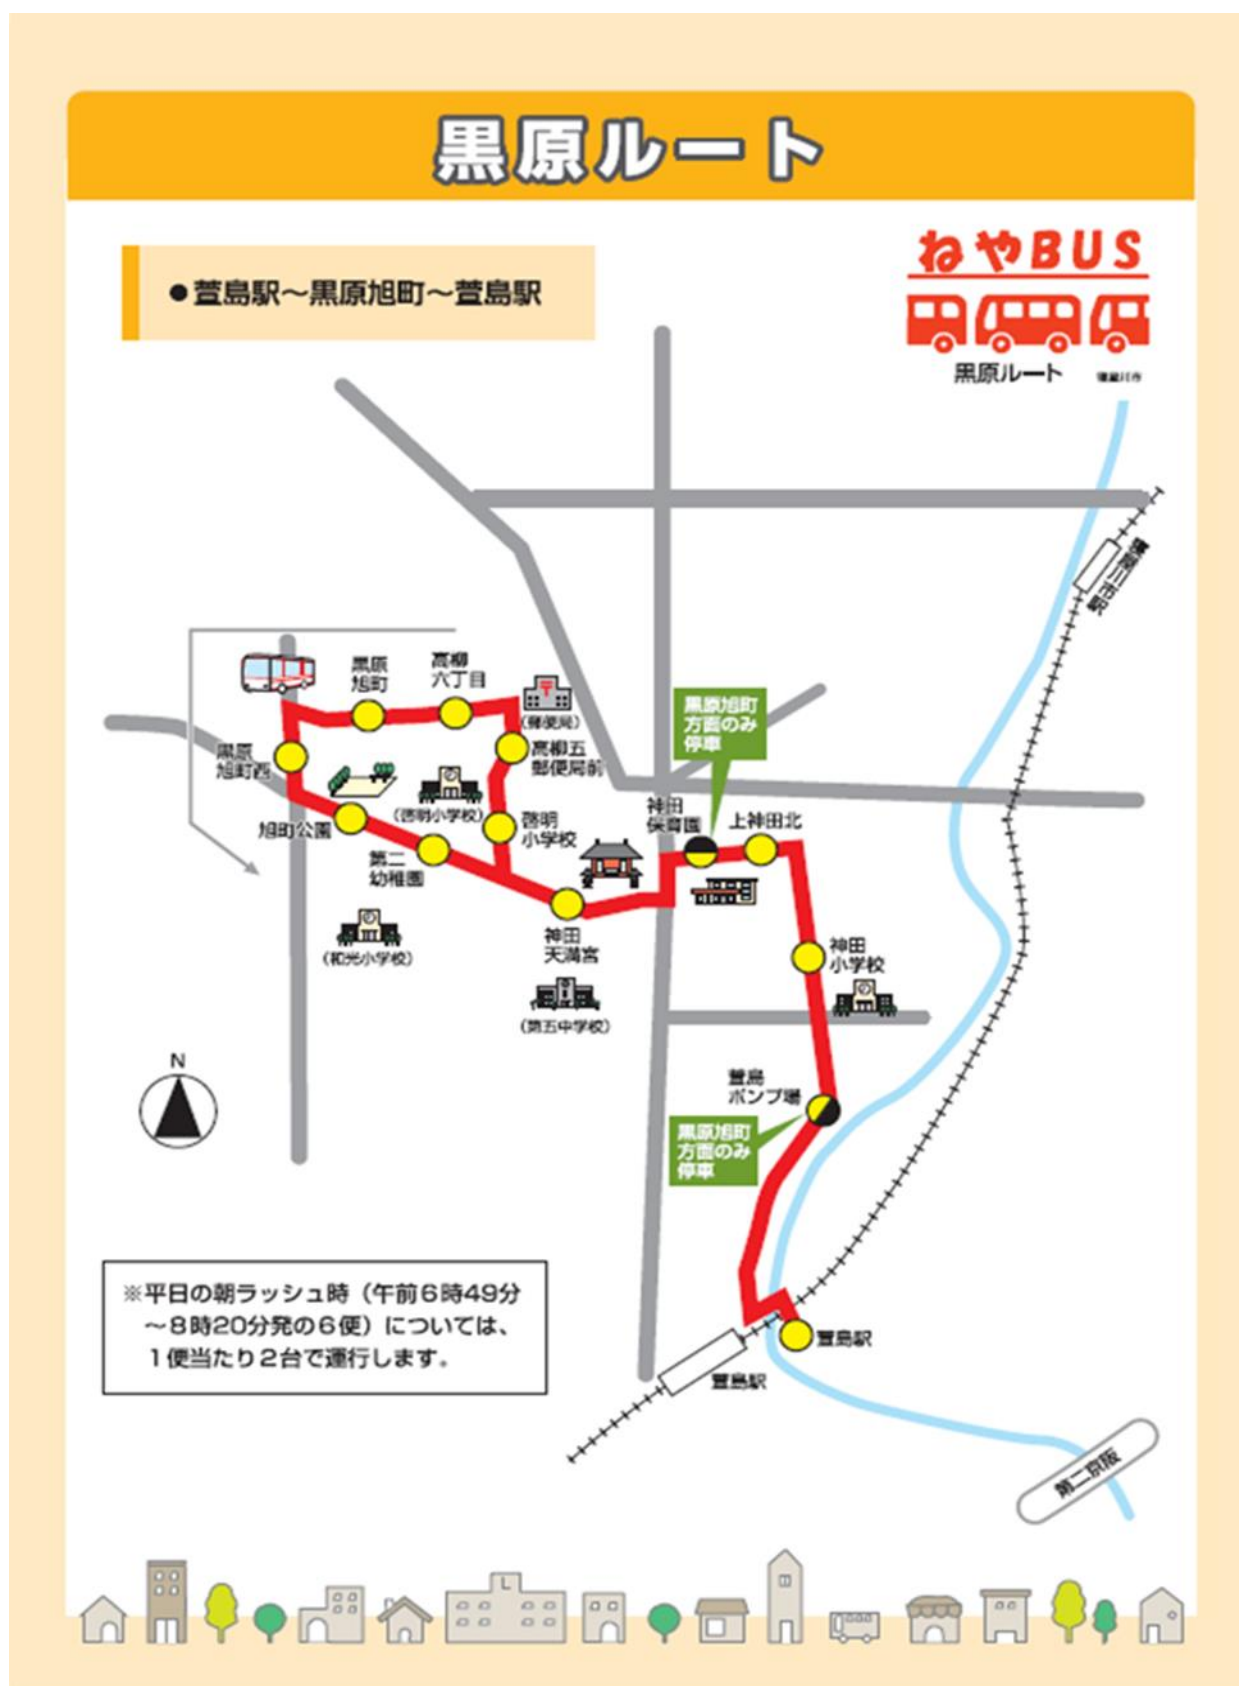 黒原ルート
●萱島駅～黒原旭町～萱島駅
ねやBUS
黒原ルート
寝屋川市
寝屋川市駅
黒原
旭町
高柳
六丁目
(郵便局)
黒原旭町
方面のみ
停車
黒原
旭町西
高柳五
郵便局前
(啓明小学校)
啓明
小学校
神田
保育園
上神田北
旭町公園
第二
幼稚園
神田
天満宮
神田
小学校
(和光小学校)
(第五中学校)
N
萱島
ポンプ場
黒原旭町
方面のみ
停車
※平日の朝ラッシュ時（午前６時49分
～８時20分発の６便）については、
１便当たり２台で運行します。
萱島駅
萱島駅
第二京阪
L